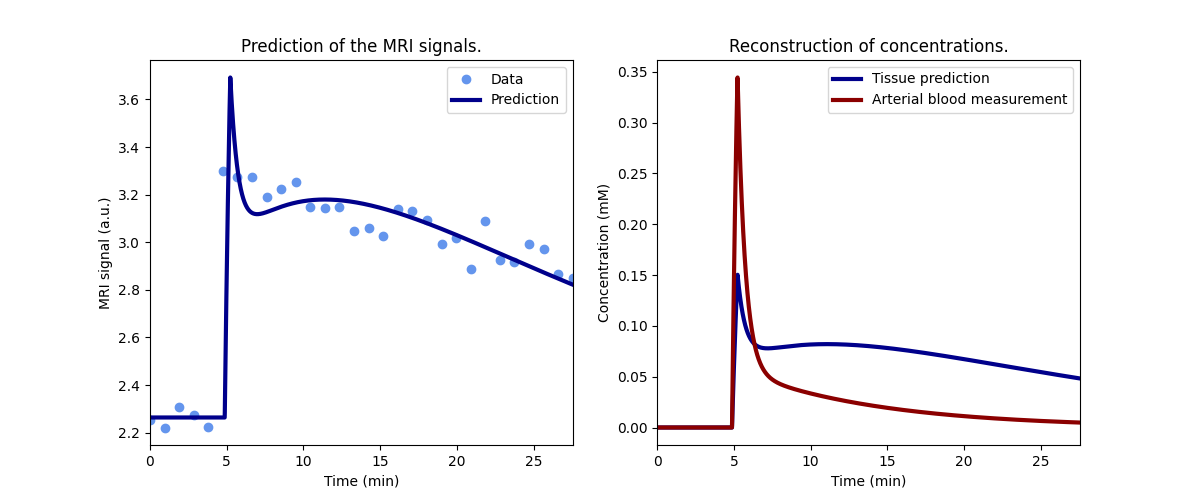 Prediction of the MRI signals.
Data
Prediction
MRI signal (a.u.)
3.6
3.4
3.2
3.0
2.8
2.6
2.4
2.2
0 5 10 15 20 25
Time (min)
Reconstruction of concentrations.
Tissue prediction
Arterial blood measurement
Concentration (mM)
0.35
0.30
0.25
0.20
0.15
0.10
0.05
0.00
0 5 10 15 20 25
Time (min)